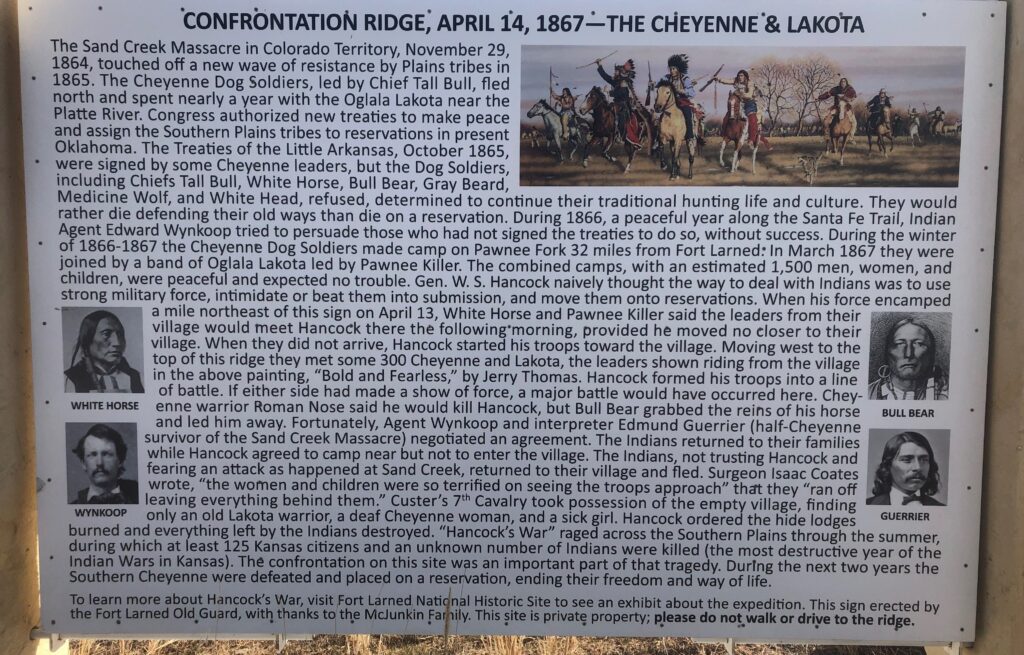 CONFRONTATION RIDGE, APRIL 14, 1867—THE CHEYENNE & LAKOTA
The Sand Creek Massacre in Colorado Territory, November 29,
1864, touched off a new wave of resistance by Plains tribes in
1865. The Cheyenne Dog Soldiers, led by Chief Tall Bull, fled
north and spent nearly a year with the Oglala Lakota near the
Platte River. Congress authorized new treaties to make peace
and assign the Southern Plains tribes to reservations in present
Oklahoma. The Treaties of the Little Arkansas, October 1865,
were signed by some Cheyenne leaders, but the Dog Soldiers,
including Chiefs Tall Bull, White Horse, Bull Bear, Gray Beard,
Medicine Wolf, and White Head, refused, determined to continue their traditional hunting life and culture. They would
rather die defending their old ways than die on a reservation. During 1866, a peaceful year along the Santa Fe Trail, Indian
Agent Edward Wynkoop tried to persuade those who had not signed the treaties to do so, without success. During the winter
of 1866-1867 the Cheyenne Dog Soldiers made camp on Pawnee Fork 32 miles from Fort Larned. In March 1867 they were
joined by a band of Oglala Lakota led by Pawnee Killer. The combined camps, with an estimated 1,500 men, women, and
children, were peaceful and expected no trouble. Gen. W. S. Hancock naively thought the way to deal with Indians was to use
strong military force, intimidate or beat them into submission, and move them onto reservations. When his force encamped
a mile northeast of this sign on April 13, White Horse and Pawnee Killer said the leaders from their
village would meet Hancock there the following morning, provided he moved no closer to their
village. When they did not arrive, Hancock started his troops toward the village. Moving west to the
top of this ridge they met some 300 Cheyenne and Lakota, the leaders shown riding from the village
in the above painting, “Bold and Fearless,” by Jerry Thomas. Hancock formed his troops into a line
of battle. If either side had made a show of force, a major battle would have occurred here. Chey-
enne warrior Roman Nose said he would kill Hancock, but Bull Bear grabbed the reins of his horse
and led him away. Fortunately, Agent Wynkoop and interpreter Edmund Guerrier (half-Cheyenne
survivor of the Sand Creek Massacre) negotiated an agreement. The Indians returned to their families
while Hancock agreed to camp near but not to enter the village. The Indians, not trusting Hancock and
fearing an attack as happened at Sand Creek, returned to their village and fled. Surgeon Isaac Coates
wrote, “the women and children were so terrified on seeing the troops approach” that they “ran off
leaving everything behind them.” Custer's 7th Cavalry took possession of the empty village, finding
only an old Lakota warrior, a deaf Cheyenne woman, and a sick girl. Hancock ordered the hide lodges
burned and everything left by the Indians destroyed. “Hancock's War” raged across the Southern Plains through the summer,
during which at least 125 Kansas citizens and an unknown number of Indians were killed (the most destructive year of the
Indian Wars in Kansas). The confrontation on this site was an important part of that tragedy. During the next two years the
Southern Cheyenne were defeated and placed on a reservation, ending their freedom and way of life.
WHITE HORSE
BULL BEAR
WYNKOOP
GUERRIER
To learn more about Hancock's War, visit Fort Larned National Historic Site to see an exhibit about the expedition. This sign erected by
the Fort Larned Old Guard, with thanks to the McJunkin Family. This site is private property; please do not walk or drive to the ridge.